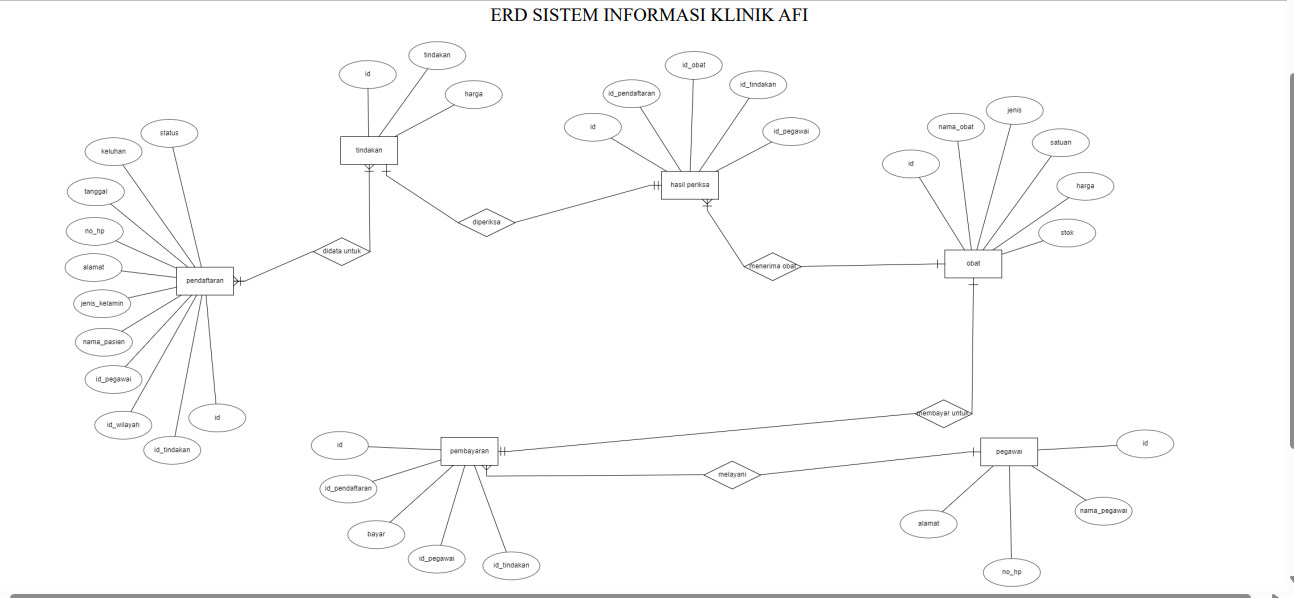 ERD SISTEM INFORMASI KLINIK AFI
id
tindakan
harga
tindakan
id
id_pendaftaran
id_obat
id_tindakan
id_pegawai
hasil periksa
id
nama_obat
jenis
satuan
harga
stok
obat
status
keluhan
tanggal
no_hp
alamat
jenis_kelamin
nama_pasien
id_pegawai
id_wilayah
id_tindakan
id
pendaftaran
didata untuk
diperiksa
menerima obat
membayar untuk
melayani
id
id_pendaftaran
bayar
id_pegawai
id_tindakan
pembayaran
pegawai
id
nama_pegawai
no_hp
alamat